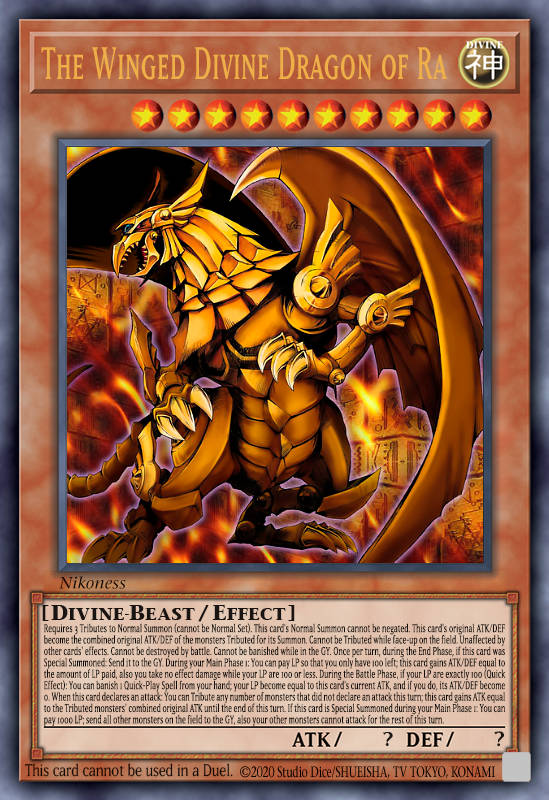 THE WINGED DIVINE DRAGON OF RA
DIVINE
神
Nikoness
[DIVINE-BEAST / EFFECT]
Requires 3 Tributes to Normal Summon (cannot be Normal Set). This card's Normal Summon cannot be negated. This card's original ATK/DEF
become the combined original ATK/DEF of the monsters Tributed for its Summon. Cannot be Tributed while face-up on the field. Unaffected by
other cards' effects. Cannot be destroyed by battle. Cannot be banished while in the GY. Once per turn, during the End Phase, if this card was
Special Summoned: Send it to the GY. During your Main Phase 1: You can pay LP so that you only have 100 left; this card gains ATK/DEF equal to
the amount of LP paid, also you take no effect damage while your LP are 100 or less. During the Battle Phase, if your LP are exactly 100 (Quick
Effect): You can banish 1 Quick-Play Spell from your hand; your LP become equal to this card's current ATK, and if you do, its ATK/DEF become
0. When this card declares an attack: You can Tribute any number of monsters that did not declare an attack this turn; this card gains ATK equal
to the Tributed monsters' combined original ATK until the end of this turn. If this card is Special Summoned during your Main Phase 1: You can
pay 1000 LP; send all other monsters on the field to the GY, also your other monsters cannot attack for the rest of this turn.
ATK/ ? DEF/ ?
This card cannot be used in a Duel. ©2020 Studio Dice/SHUEISHA, TV TOKYO, KONAMI